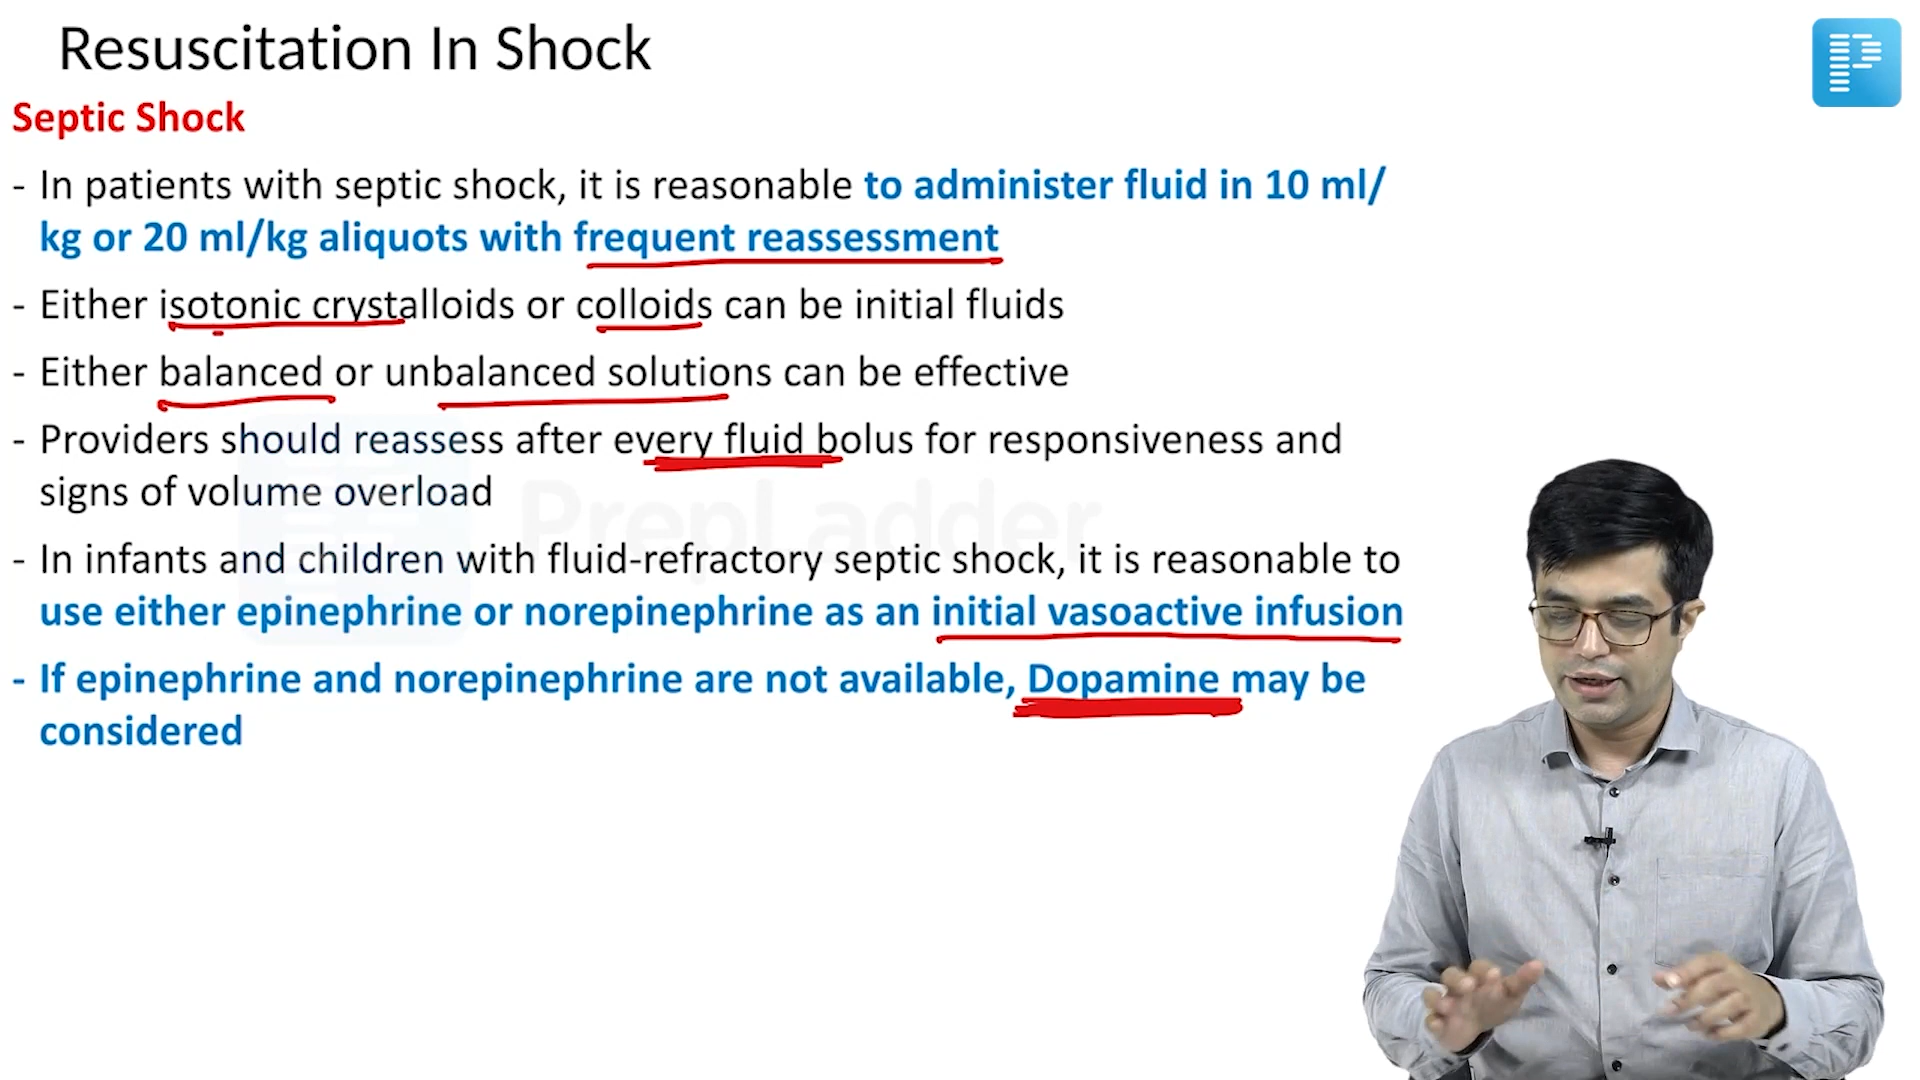 Resuscitation In Shock
Septic Shock
- In patients with septic shock, it is reasonable to administer fluid in 10 ml/
kg or 20 ml/kg aliquots with frequent reassessment
- Either isotonic crystalloids or colloids can be initial fluids
- Either balanced or unbalanced solutions can be effective
- Providers should reassess after every fluid bolus for responsiveness and
signs of volume overload
PrepLadder
- In infants and children with fluid-refractory septic shock, it is reasonable to
use either epinephrine or norepinephrine as an initial vasoactive infusion
- If epinephrine and norepinephrine are not available, Dopamine may be
considered